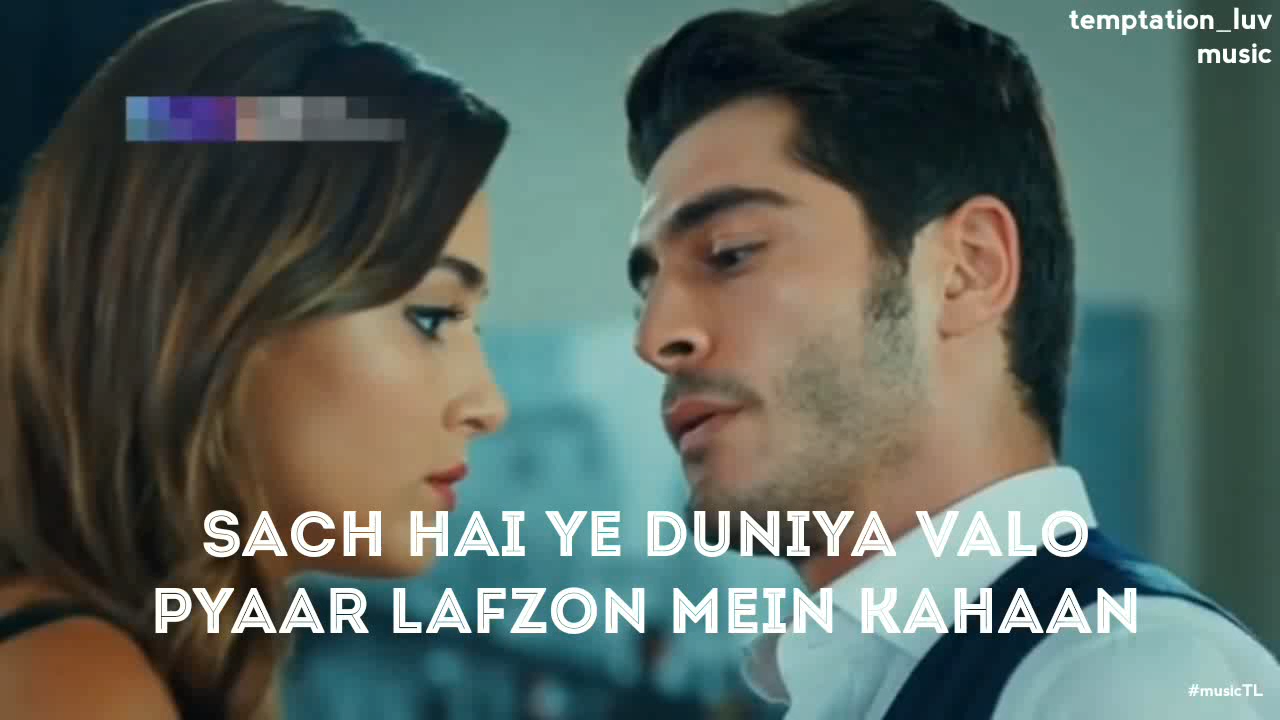 temptation_luv
music
SACH HAI YE DUNIYA VALO
PYAAR LAFZON MEIN KAHAAN
#musicTL